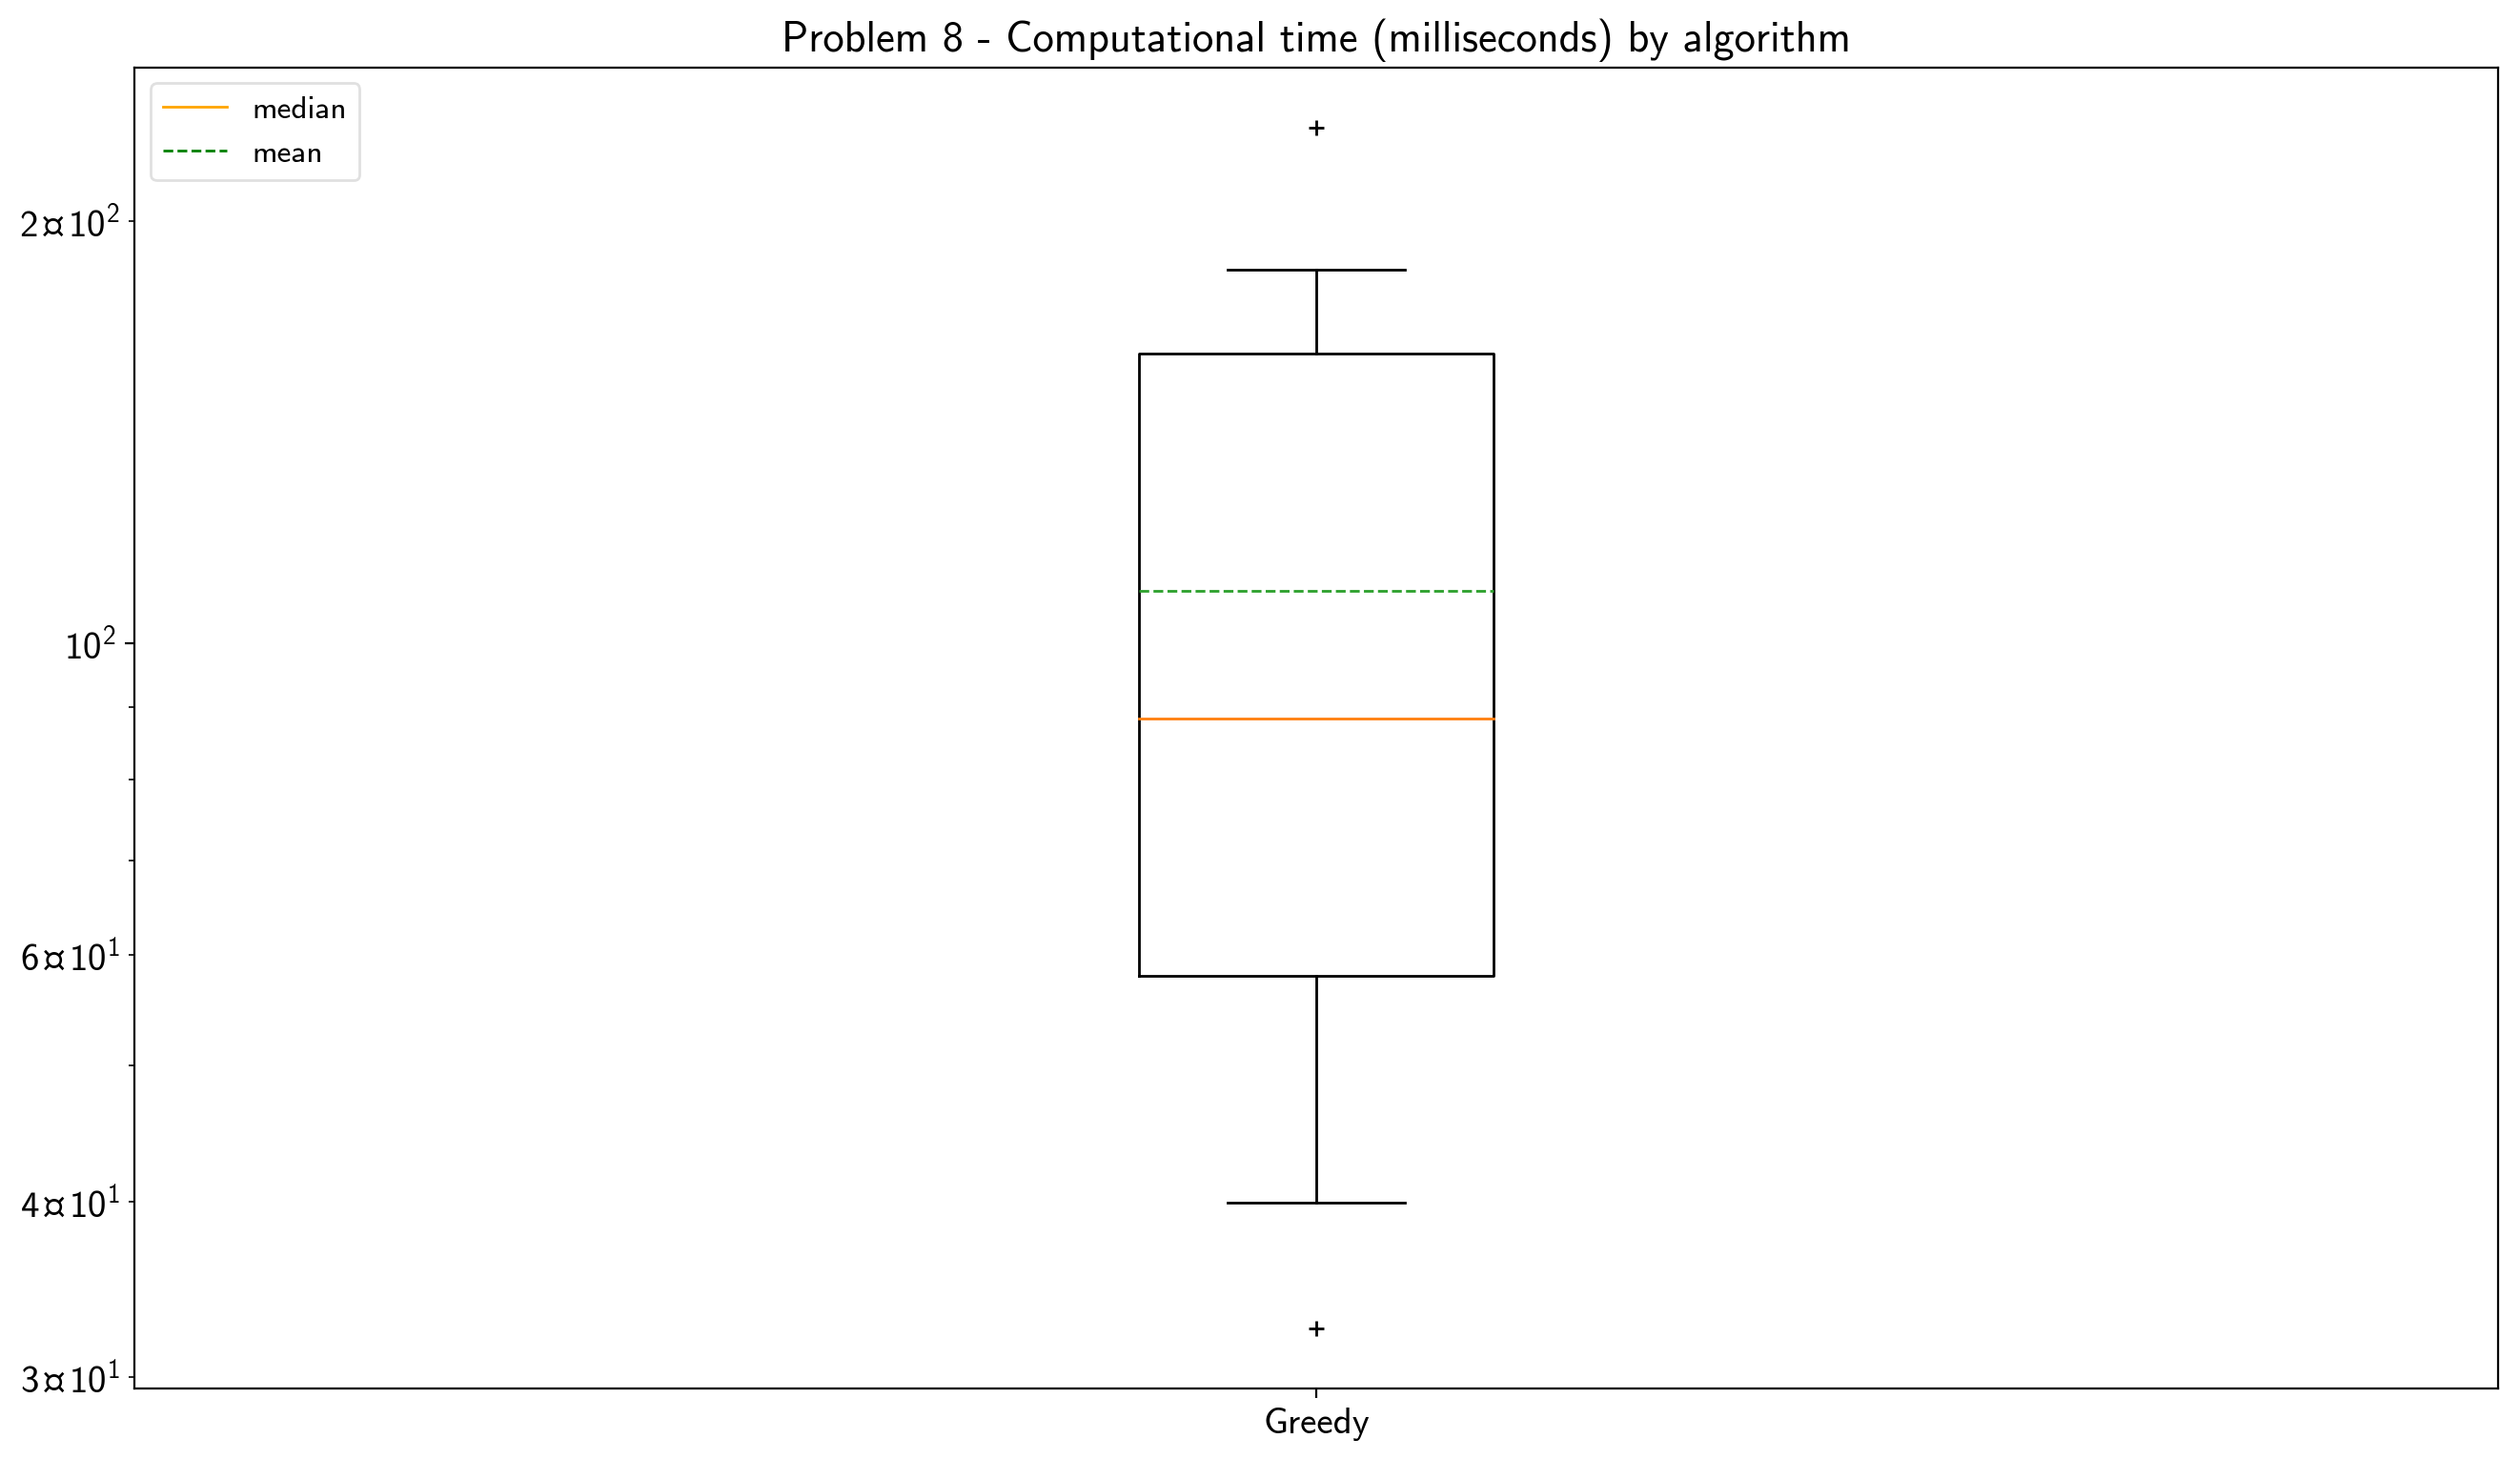 Problem 8 - Computational time (milliseconds) by algorithm
median
mean
2¤10²
10²
6¤10¹
4¤10¹
3¤10¹
Greedy